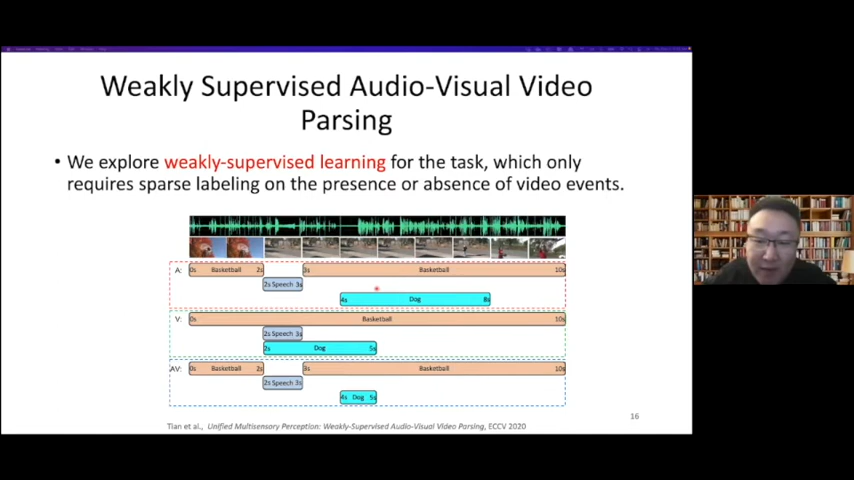 Weakly Supervised Audio-Visual Video
Parsing
• We explore weakly-supervised learning for the task, which only
requires sparse labeling on the presence or absence of video events.
A: 0s Basketball 2s 3s Basketball 10s
2s Speech 3s
4s Dog 8s
V: 0s Basketball 10s
2s Speech 3s
2s Dog 5s
AV: 0s Basketball 2s 3s Basketball 10s
2s Speech 3s
4s Dog 5s
16
Tian et al., Unified Multisensory Perception: Weakly-Supervised Audio-Visual Video Parsing, ECCV 2020